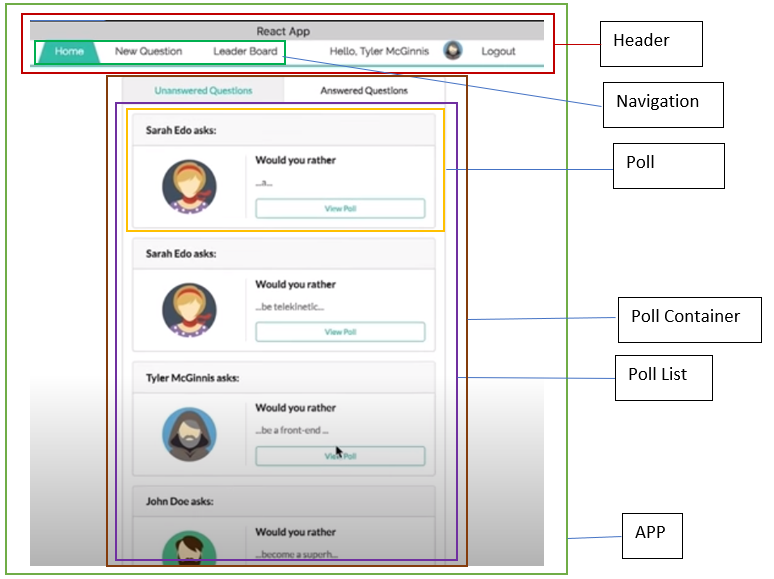 React App
Home New Question Leader Board Hello, Tyler McGinnis Logout
Header
Navigation
Unanswered Questions Answered Questions
Sarah Edo asks:
Would you rather
...a...
View Poll
Poll
Sarah Edo asks:
Would you rather
...be telekinetic...
View Poll
Poll Container
Tyler McGinnis asks:
Poll List
Would you rather
...be a front-end ...
View Poll
John Doe asks:
Would you rather
...become a superh...
APP